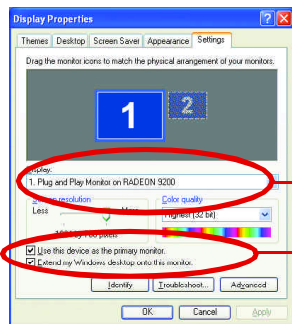 Display Properties
Themes Desktop Screen Saver Appearance Settings
Drag the monitor icons to match the physical arrangement of your monitors.
1
2
Display:
1. Plug and Play Monitor on RADEON 9200
resolution
Color quality
Less
Highest (32 bit)
pixels
Use this device as the primary monitor.
Extend my Windows desktop onto this monitor.
Identify Troubleshoot... Advanced
OK Cancel Apply